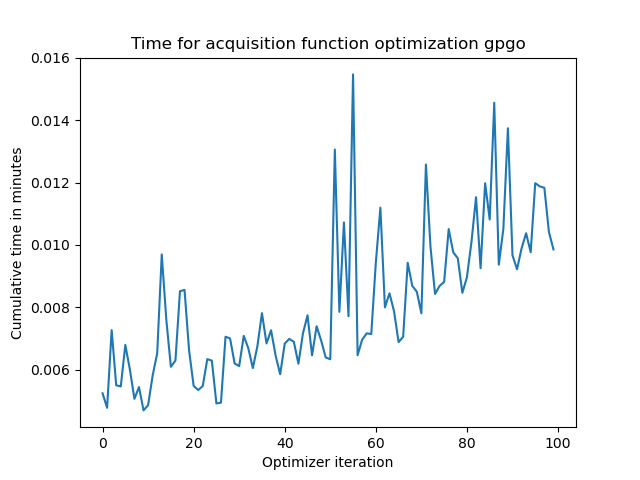 Time for acquisition function optimization gpgo
0.016
0.014
0.012
0.010
0.008
0.006
Cumulative time in minutes
0 20 40 60 80 100
Optimizer iteration